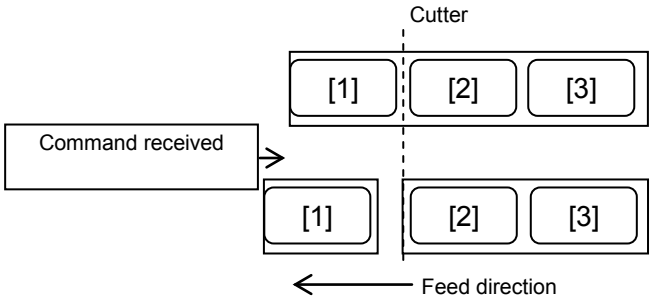 Cutter
[1] [2] [3]
Command received
[1] [2] [3]
Feed direction